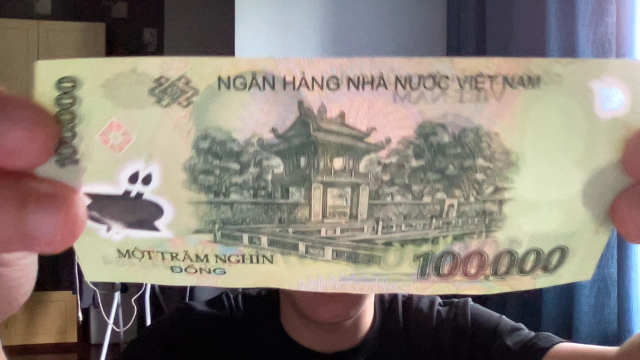 NGÂN HÀNG NHÀ NƯỚC VIỆT NAM
100000
MỘT TRĂM NGHÌN
ĐỒNG
100.000